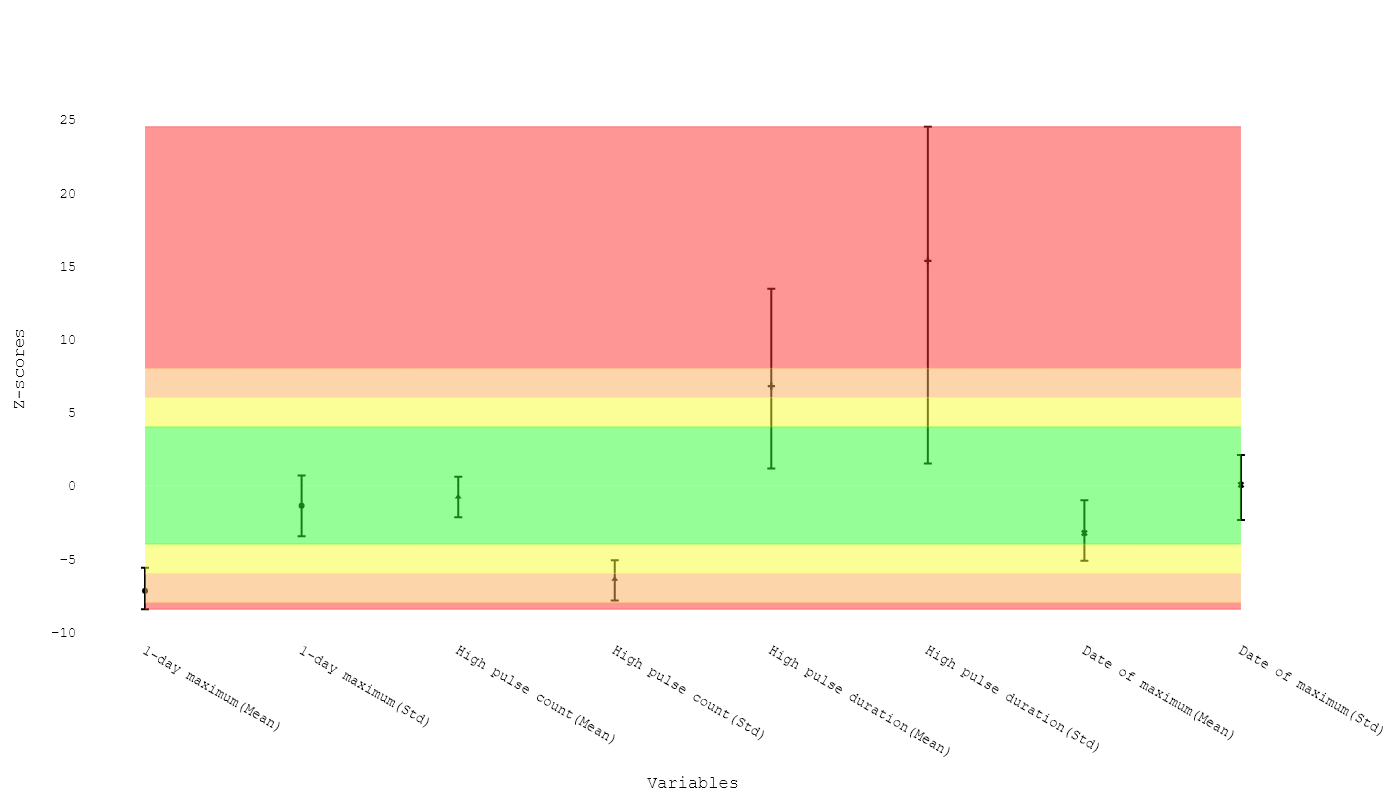 25
20
15
10
5
0
−5
−10
Z-scores
1-day maximum(Mean)
1-day maximum(Std)
High pulse count(Mean)
High pulse count(Std)
High pulse duration(Mean)
High pulse duration(Std)
Date of maximum(Mean)
Date of maximum(Std)
Variables